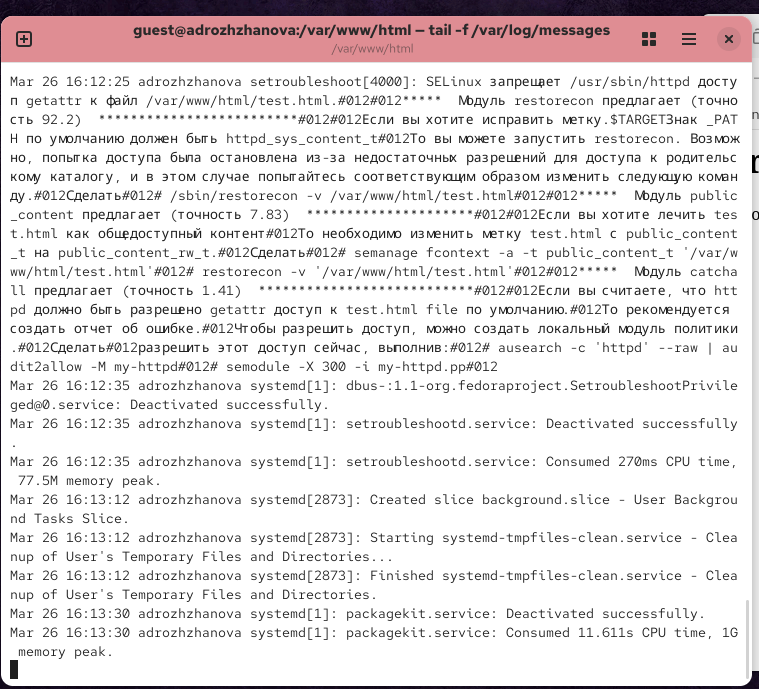 guest@adrozhzhanova:/var/www/html — tail -f /var/log/messages
/var/www/html
Mar 26 16:12:25 adrozhzhanova setroubleshoot[4000]: SELinux запрещает /usr/sbin/httpd досту
п getattr к файл /var/www/html/test.html.#012#012*****  Модуль restorecon предлагает (точно
сть 92.2)  ************************#012#012Если вы хотите исправить метку.$TARGETЗнак _PAT
H по умолчанию должен быть httpd_sys_content_t#012То вы можете запустить restorecon. Возмож
но, попытка доступа была остановлена из-за недостаточных разрешений для доступа к родительс
кому каталогу, и в этом случае попытайтесь соответствующим образом изменить следующую коман
ду.#012Сделать#012# /sbin/restorecon -v /var/www/html/test.html#012#012*****  Модуль public
_content предлагает (точность 7.83)  *********************#012#012Если вы хотите лечить tes
t.html как общедоступный контент#012То необходимо изменить метку test.html с public_content
_t на public_content_rw_t.#012Сделать#012# semanage fcontext -a -t public_content_t '/var/w
ww/html/test.html'#012# restorecon -v '/var/www/html/test.html'#012#012*****  Модуль catcha
ll предлагает (точность 1.41)  **************************#012#012Если вы считаете, что htt
pd должно быть разрешено getattr доступ к test.html file по умолчанию.#012То рекомендуется
создать отчет об ошибке.#012Чтобы разрешить доступ, можно создать локальный модуль политики
.#012Сделать#012разрешить этот доступ сейчас, выполнив:#012# ausearch -c 'httpd' --raw | au
dit2allow -M my-httpd#012# semodule -X 300 -i my-httpd.pp#012
Mar 26 16:12:35 adrozhzhanova systemd[1]: dbus-:1.1-org.fedoraproject.SetroubleshootPrivile
ged@0.service: Deactivated successfully.
Mar 26 16:12:35 adrozhzhanova systemd[1]: setroubleshootd.service: Deactivated successfully
.
Mar 26 16:12:35 adrozhzhanova systemd[1]: setroubleshootd.service: Consumed 270ms CPU time,
 77.5M memory peak.
Mar 26 16:13:12 adrozhzhanova systemd[2873]: Created slice background.slice - User Backgrou
nd Tasks Slice.
Mar 26 16:13:12 adrozhzhanova systemd[2873]: Starting systemd-tmpfiles-clean.service - Clea
nup of User's Temporary Files and Directories...
Mar 26 16:13:12 adrozhzhanova systemd[2873]: Finished systemd-tmpfiles-clean.service - Clea
nup of User's Temporary Files and Directories.
Mar 26 16:13:30 adrozhzhanova systemd[1]: packagekit.service: Deactivated successfully.
Mar 26 16:13:30 adrozhzhanova systemd[1]: packagekit.service: Consumed 11.611s CPU time, 1G
 memory peak.